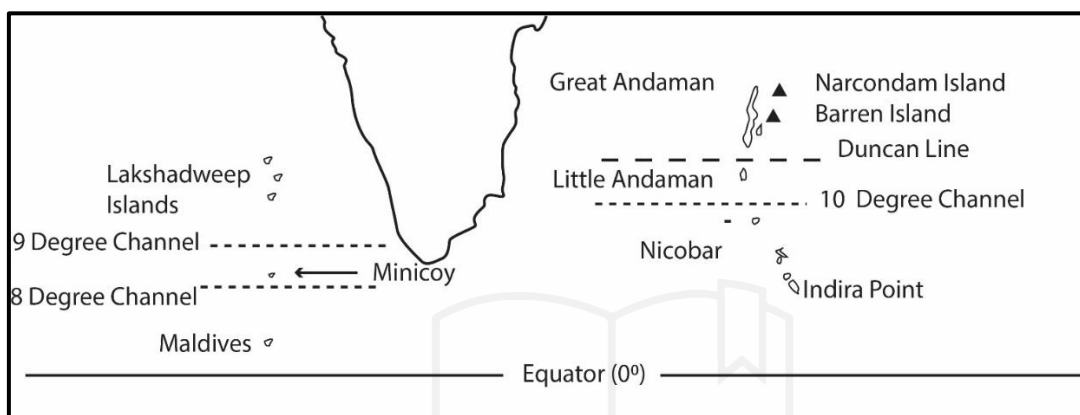 Great Andaman
Narcondam Island
Barren Island
Duncan Line
Lakshadweep
Islands
Little Andaman
10 Degree Channel
9 Degree Channel
Nicobar
Minicoy
8 Degree Channel
Indira Point
Maldives
Equator (0⁰)